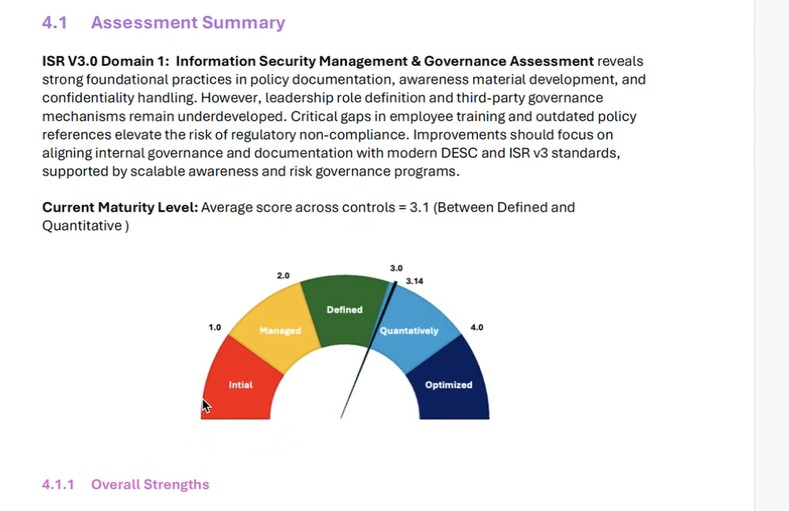 4.1 Assessment Summary
ISR V3.0 Domain 1: Information Security Management & Governance Assessment reveals
strong foundational practices in policy documentation, awareness material development, and
confidentiality handling. However, leadership role definition and third-party governance
mechanisms remain underdeveloped. Critical gaps in employee training and outdated policy
references elevate the risk of regulatory non-compliance. Improvements should focus on
aligning internal governance and documentation with modern DESC and ISR v3 standards,
supported by scalable awareness and risk governance programs.
Current Maturity Level: Average score across controls = 3.1 (Between Defined and
Quantitative )
3.0
2.0
3.14
Defined
1.0
Managed
Quantatively
4.0
Intial
Optimized
4.1.1 Overall Strengths